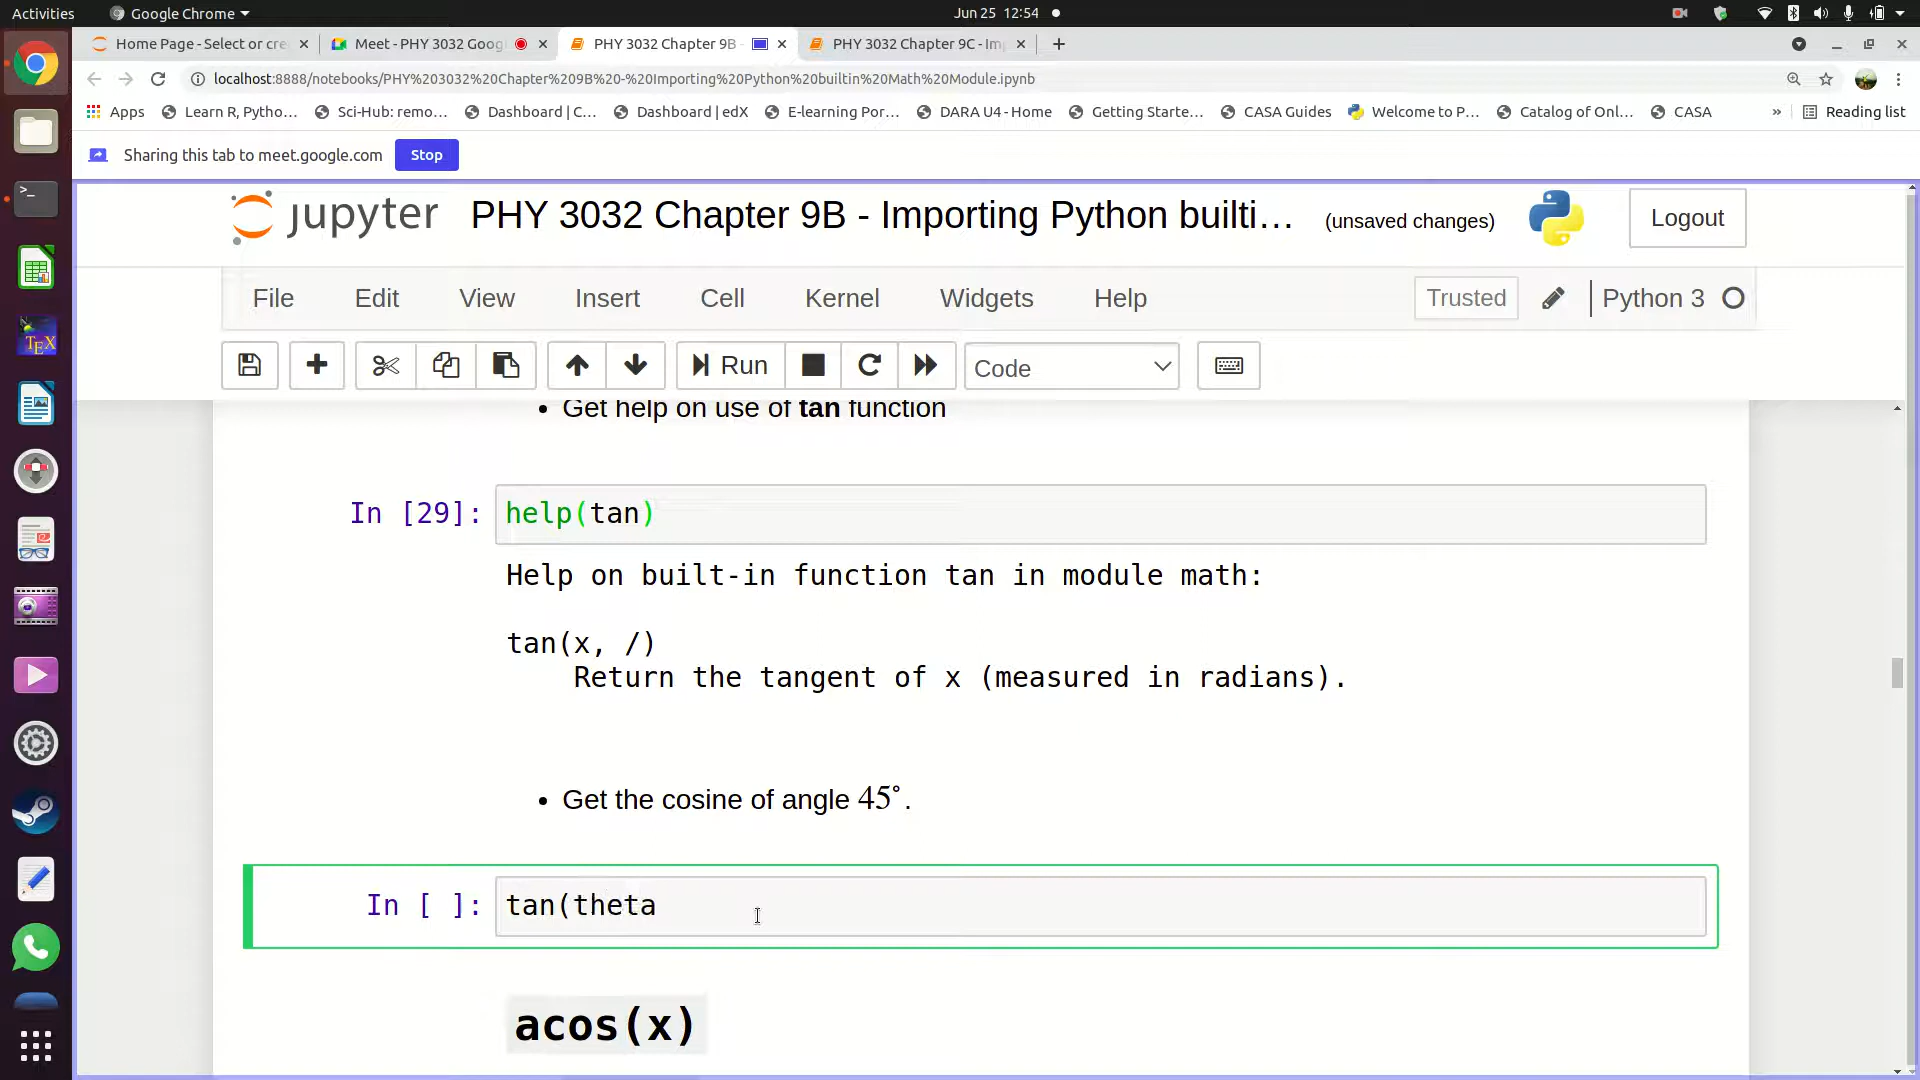 Activities Google Chrome Jun 25 12:54
Home Page - Select or cre Meet - PHY 3032 Goog PHY 3032 Chapter 9B - PHY 3032 Chapter 9C - Im
localhost:8888/notebooks/PHY%203032%20Chapter%209B%20-%20Importing%20Python%20builtin%20Math%20Module.ipynb
Apps Learn R, Pytho... Sci-Hub: remo... Dashboard | C... Dashboard | edX E-learning Por... DARA U4 - Home Getting Starte... CASA Guides Welcome to P... Catalog of Onl... CASA » Reading list
Sharing this tab to meet.google.com Stop
jupyter PHY 3032 Chapter 9B - Importing Python builti... (unsaved changes) Logout
File Edit View Insert Cell Kernel Widgets Help Trusted Python 3
Run Code
• Get help on use of tan function
In [29]: help(tan)
Help on built-in function tan in module math:
tan(x, /)
Return the tangent of x (measured in radians).
• Get the cosine of angle 45°.
In [ ]: tan(theta
acos(x)